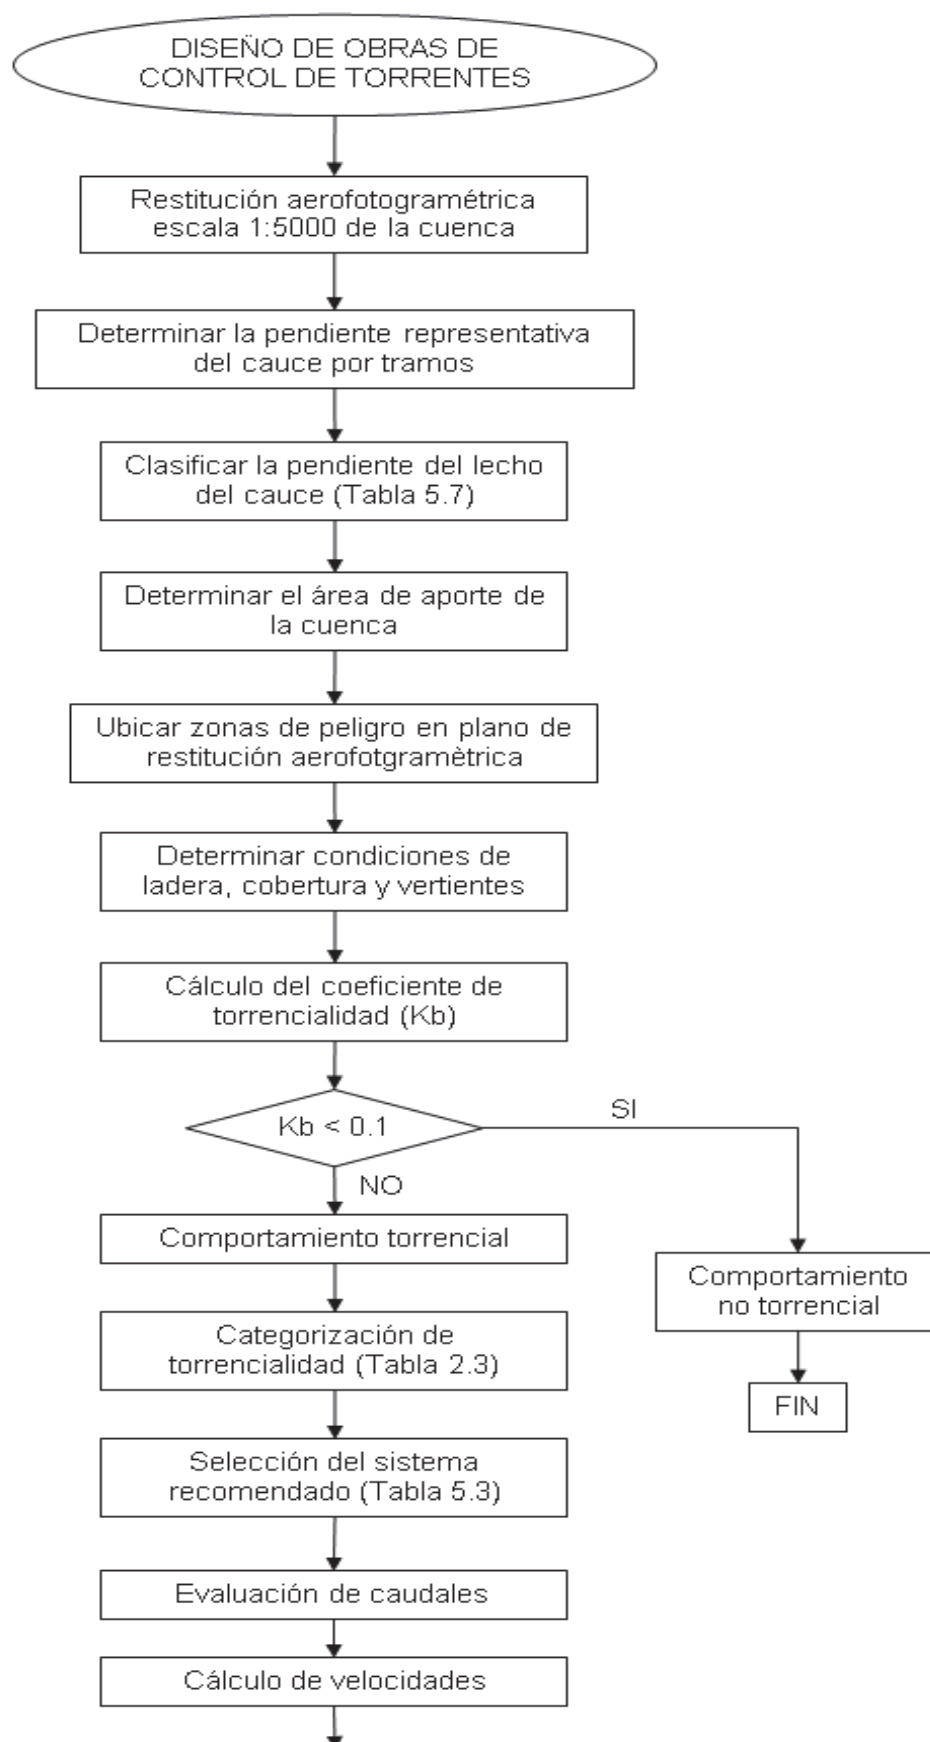 DISEÑO DE OBRAS DE
CONTROL DE TORRENTES
Restitución aerofotogramétrica
escala 1:5000 de la cuenca
Determinar la pendiente representativa
del cauce por tramos
Clasificar la pendiente del lecho
del cauce (Tabla 5.7)
Determinar el área de aporte de
la cuenca
Ubicar zonas de peligro en plano de
restitución aerofotgramètrica
Determinar condiciones de
ladera, cobertura y vertientes
Cálculo del coeficiente de
torrencialidad (Kb)
Kb < 0.1
SI
NO
Comportamiento torrencial
Comportamiento
no torrencial
Categorización de
torrencialidad (Tabla 2.3)
FIN
Selección del sistema
recomendado (Tabla 5.3)
Evaluación de caudales
Cálculo de velocidades